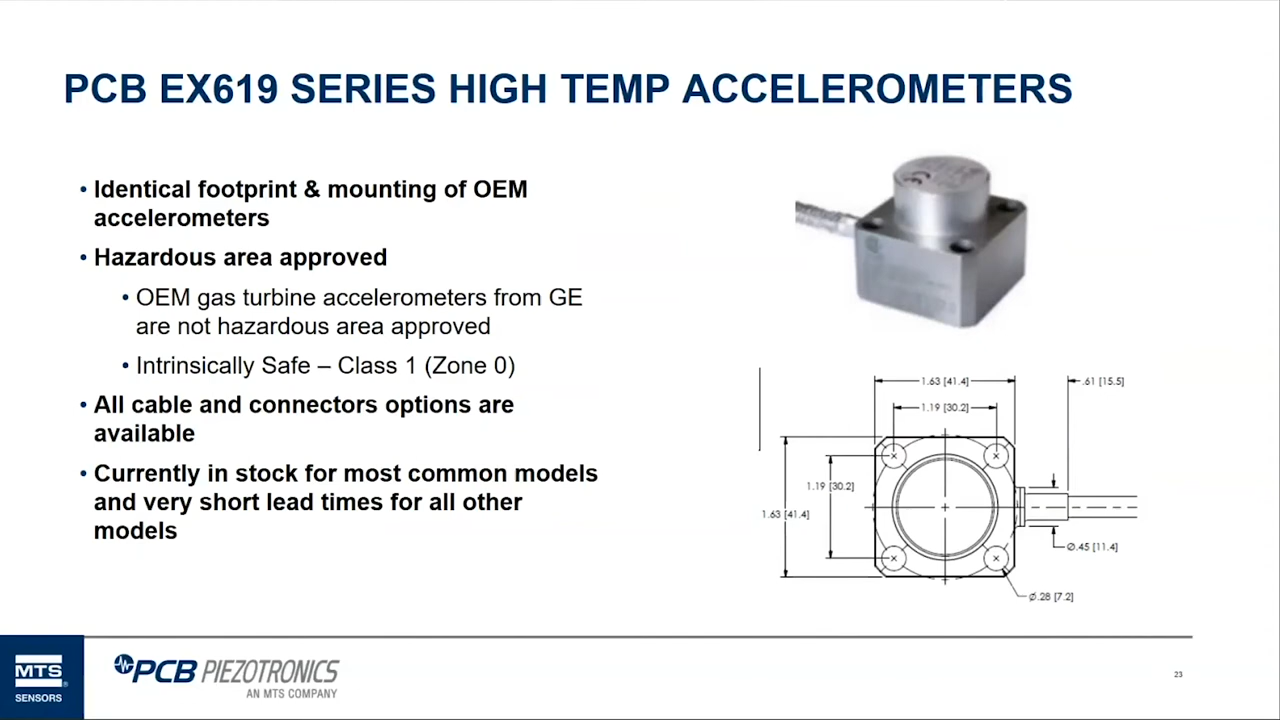 PCB EX619 SERIES HIGH TEMP ACCELEROMETERS
• Identical footprint & mounting of OEM
accelerometers
• Hazardous area approved
• OEM gas turbine accelerometers from GE
are not hazardous area approved
• Intrinsically Safe – Class 1 (Zone 0)
• All cable and connectors options are
available
• Currently in stock for most common models
and very short lead times for all other
models
1.63 [41.4]
.61 [15.5]
1.19 [30.2]
1.19 [30.2]
1.63 [41.4]
Ø.45 [11.4]
Ø.28 [7.2]
MTS
SENSORS
PCB PIEZOTRONICS
AN MTS COMPANY
23